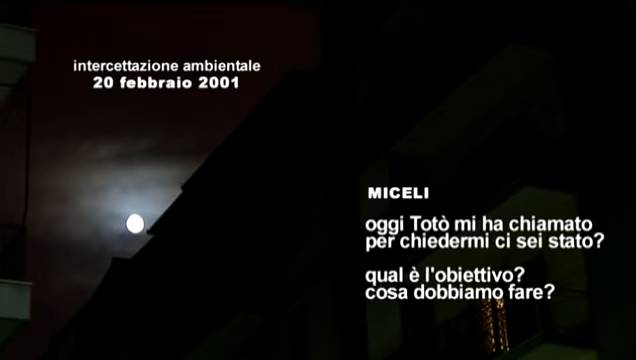 intercettazione ambientale
20 febbraio 2001
MICELI
oggi Totò mi ha chiamato
per chiedermi ci sei stato?
qual è l'obiettivo?
cosa dobbiamo fare?